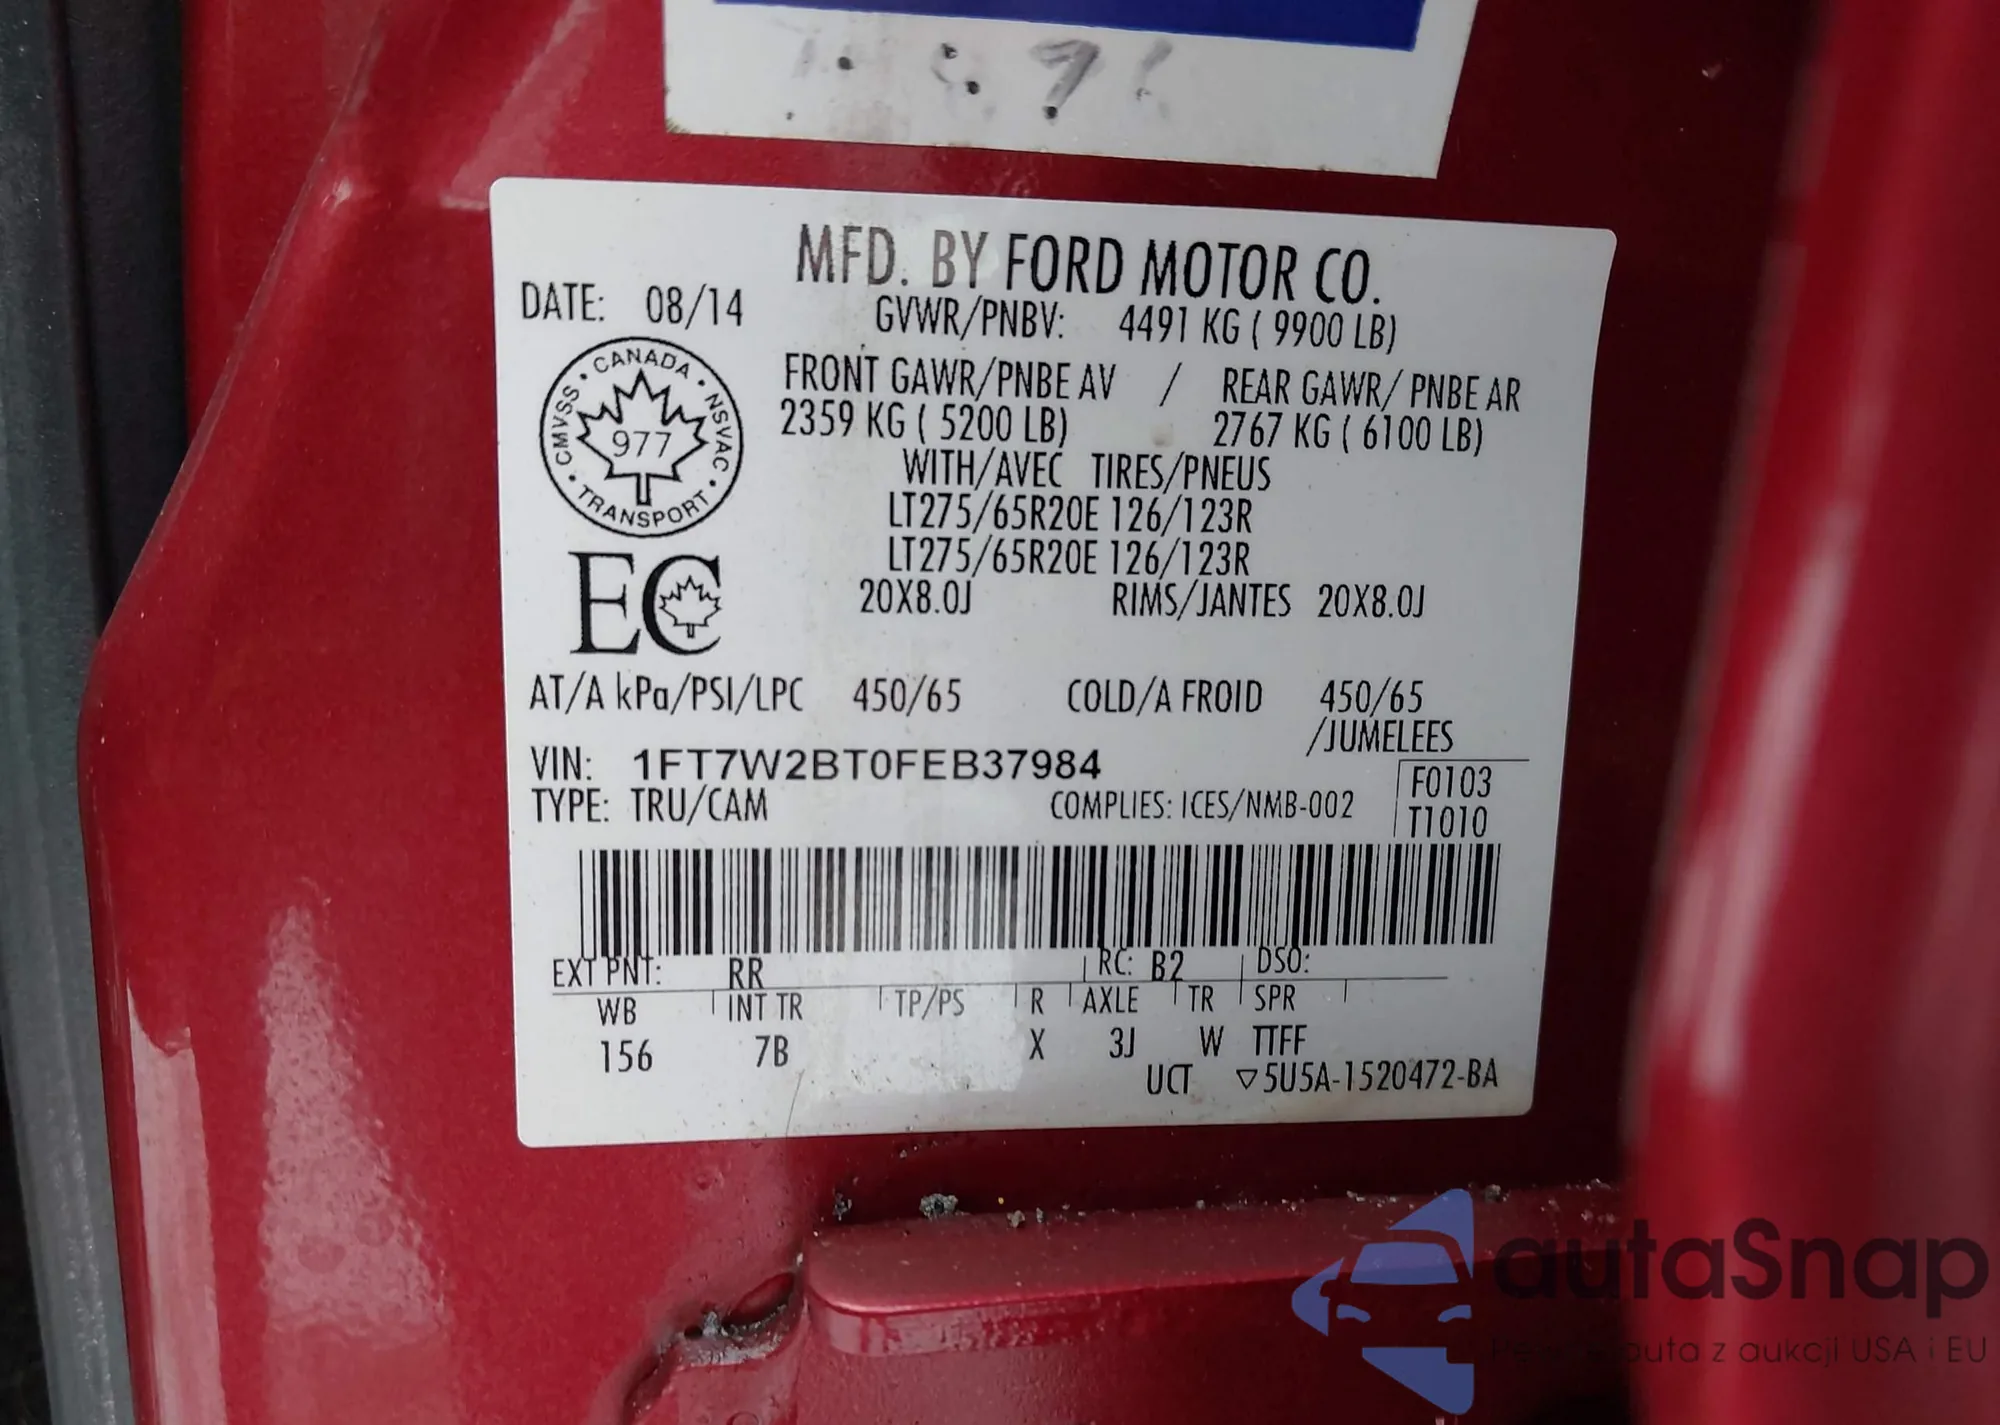 MFD. BY FORD MOTOR CO.
DATE: 08/14
GVWR/PNBV: 4491 KG ( 9900 LB)
FRONT GAWR/PNBE AV / REAR GAWR/ PNBE AR
2359 KG ( 5200 LB) 2767 KG ( 6100 LB)
WITH/AVEC TIRES/PNEUS
LT275/65R20E 126/123R
LT275/65R20E 126/123R
20X8.0J RIMS/JANTES 20X8.0J
CANADA • NSVAC • TRANSPORT • CMVSS •
977
EC
AT/A kPa/PSI/LPC 450/65 COLD/A FROID 450/65
/JUMELEES
VIN: 1FT7W2BT0FEB37984
TYPE: TRU/CAM COMPLIES: ICES/NMB-002
F0103
T1010
EXT PNT: RR RC: B2 DSO:
WB INT TR TP/PS R AXLE TR SPR
156 7B X 3J W TTFF
UCT ▽5U5A-1520472-BA
autaSnap
auta z aukcji USA i EU